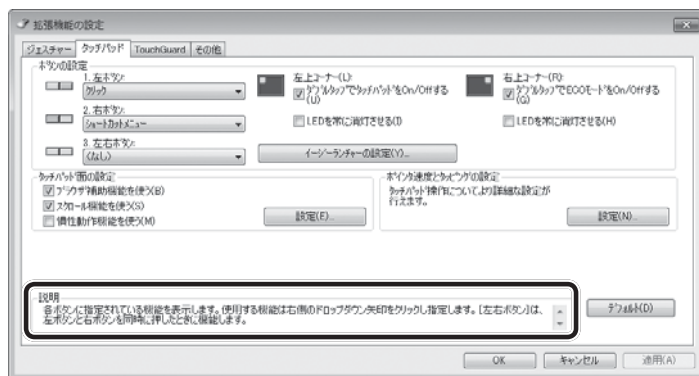 拡張機能の設定
ジェスチャー タッチパッド TouchGuard その他
ボタンの設定
1. 左ボタン:
クリック
2. 右ボタン:
ショートカットメニュー
3. 左右ボタン:
(なし)
左上コーナー(L):
ダブルタップでタッチパッドをOn/Offする(U)
LEDを常に消灯させる(I)
右上コーナー(R):
ダブルタップでECOモードをOn/Offする(G)
LEDを常に消灯させる(H)
イージーランチャーの設定(Y)...
タッチパッド面の設定
ブラウザ補助機能を使う(B)
スクロール機能を使う(S)
慣性動作機能を使う(M)
設定(E)...
ポインタ速度とタッピングの設定
タッチパッド操作についてより詳細な設定が
行えます。
設定(N)...
説明
各ボタンに指定されている機能を表示します。使用する機能は右側のドロップダウン矢印をクリックし指定します。[左右ボタン]は、
左ボタンと右ボタンを同時に押したときに機能します。
デフォルト(D)
OK キャンセル 適用(A)